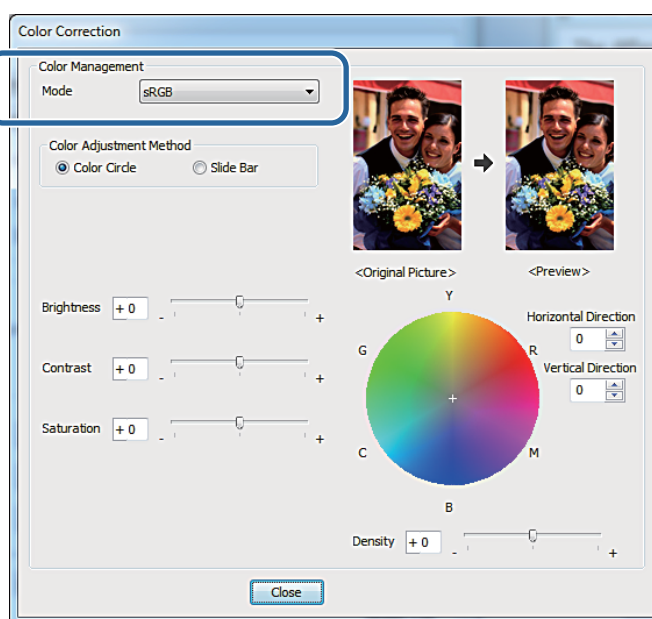 Color Correction
Color Management
Mode sRGB
Color Adjustment Method
Color Circle Slide Bar
<Original Picture> <Preview>
Y
Brightness + 0 - +
Horizontal Direction
0
G R
Vertical Direction
Contrast + 0 - +
0
Saturation + 0 - +
C M
B
Density + 0 - +
Close